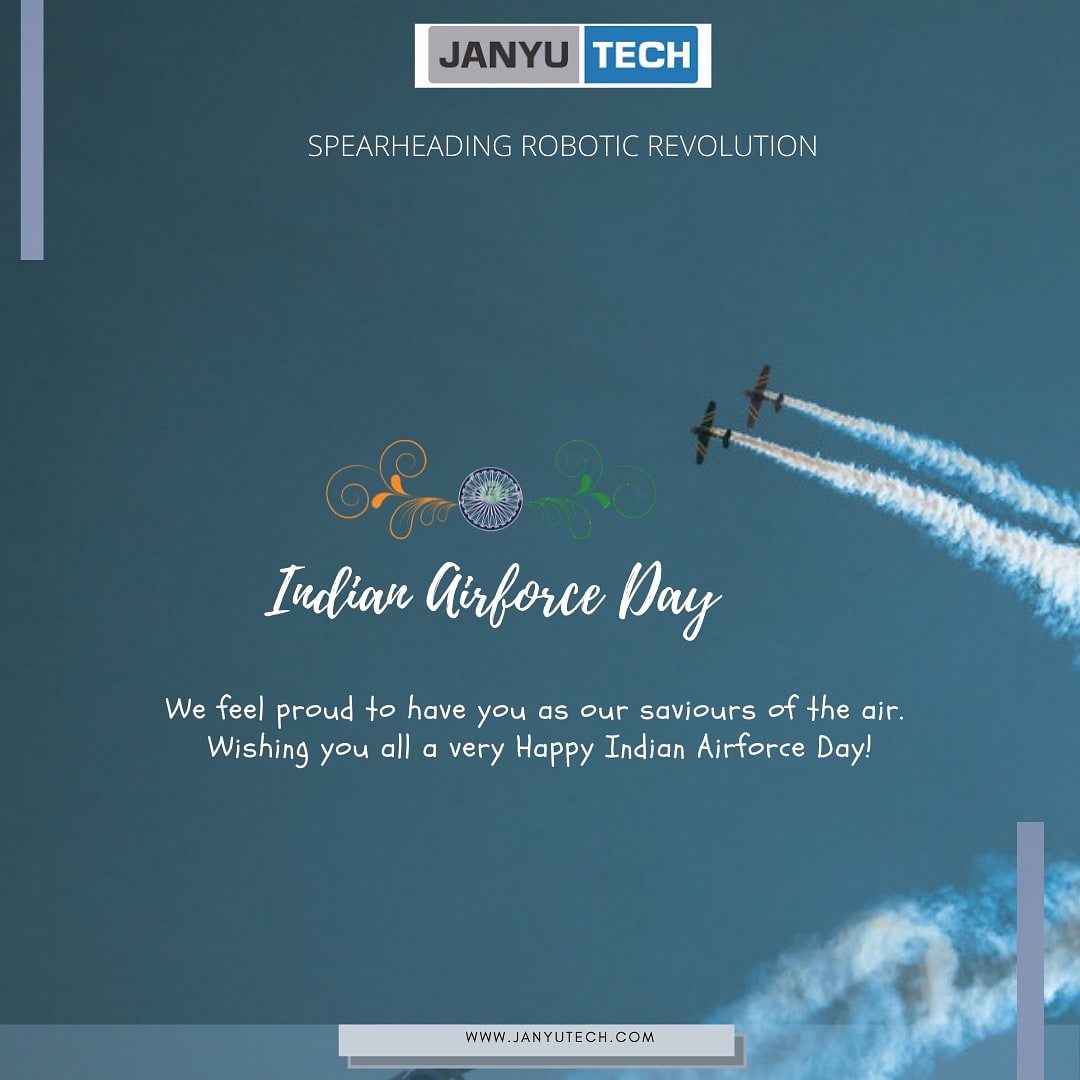 JANYU TECH
SPEARHEADING ROBOTIC REVOLUTION
Indian Airforce Day
We feel proud to have you as our saviours of the air.
Wishing you all a very Happy Indian Airforce Day!
WWW.JANYUTECH.COM